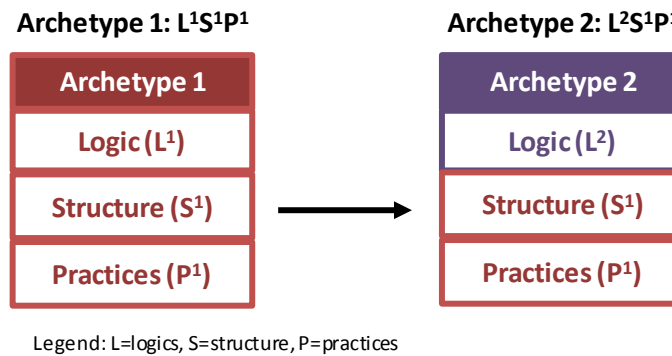 Archetype 1: L¹S¹P¹
Archetype 1
Logic (L¹)
Structure (S¹)
Practices (P¹)
Archetype 2: L²S¹P
Archetype 2
Logic (L²)
Structure (S¹)
Practices (P¹)
Legend: L=logics, S=structure, P=practices